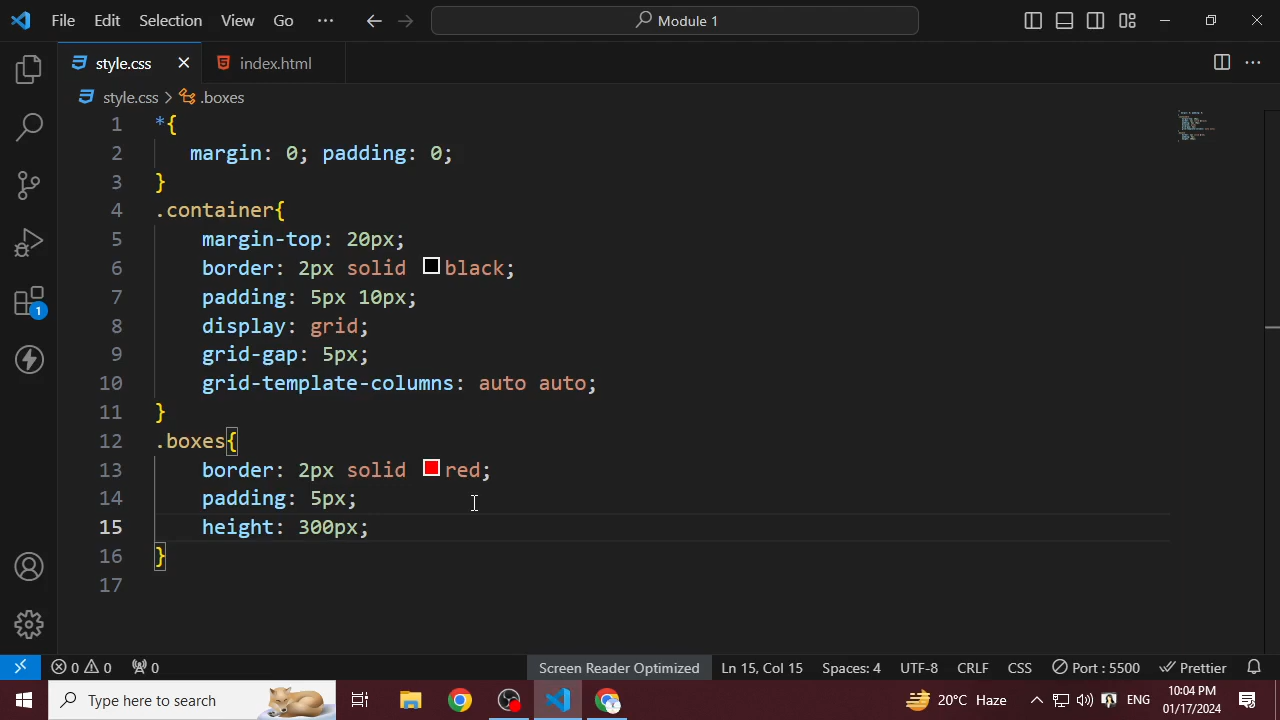 File Edit Selection View Go ··· Module 1
style.css index.html
style.css > .boxes
1 *{
2 margin: 0; padding: 0;
3 }
4 .container{
5 margin-top: 20px;
6 border: 2px solid black;
7 padding: 5px 10px;
8 display: grid;
9 grid-gap: 5px;
10 grid-template-columns: auto auto;
11 }
12 .boxes{
13 border: 2px solid red;
14 padding: 5px;
15 height: 300px;
16 }
17
1
0 0 0 Screen Reader Optimized Ln 15, Col 15 Spaces: 4 UTF-8 CRLF CSS Port : 5500 Prettier
Type here to search 20°C Haze ENG 10:04 PM
01/17/2024